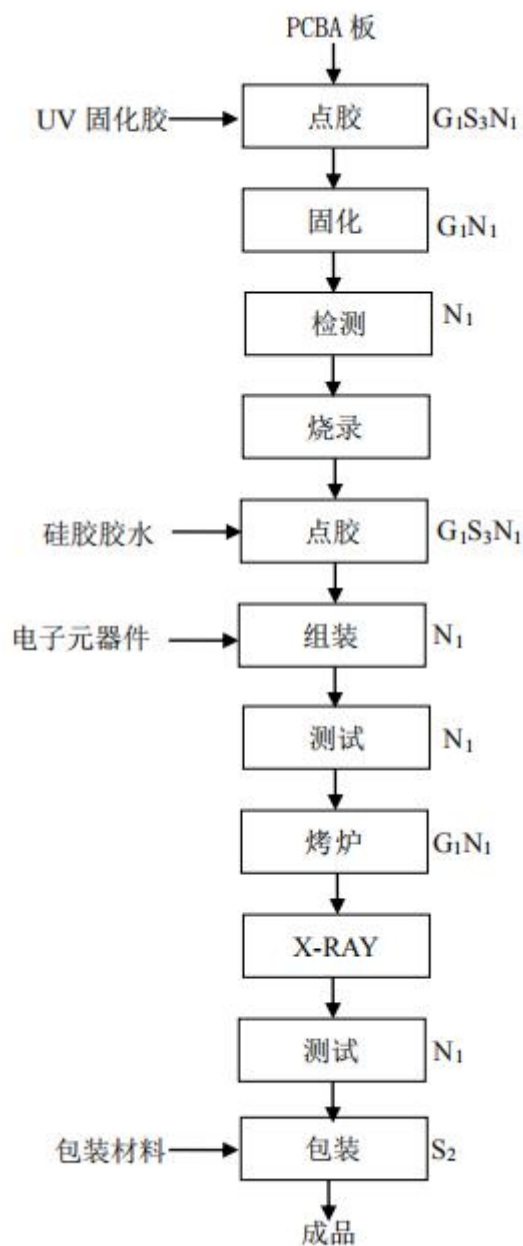 PCBA 板
UV 固化胶 点胶 G₁S₃N₁
固化 G₁N₁
检测 N₁
烧录
硅胶胶水 点胶 G₁S₃N₁
电子元器件 组装 N₁
测试 N₁
烤炉 G₁N₁
X-RAY
测试 N₁
包装材料 包装 S₂
成品